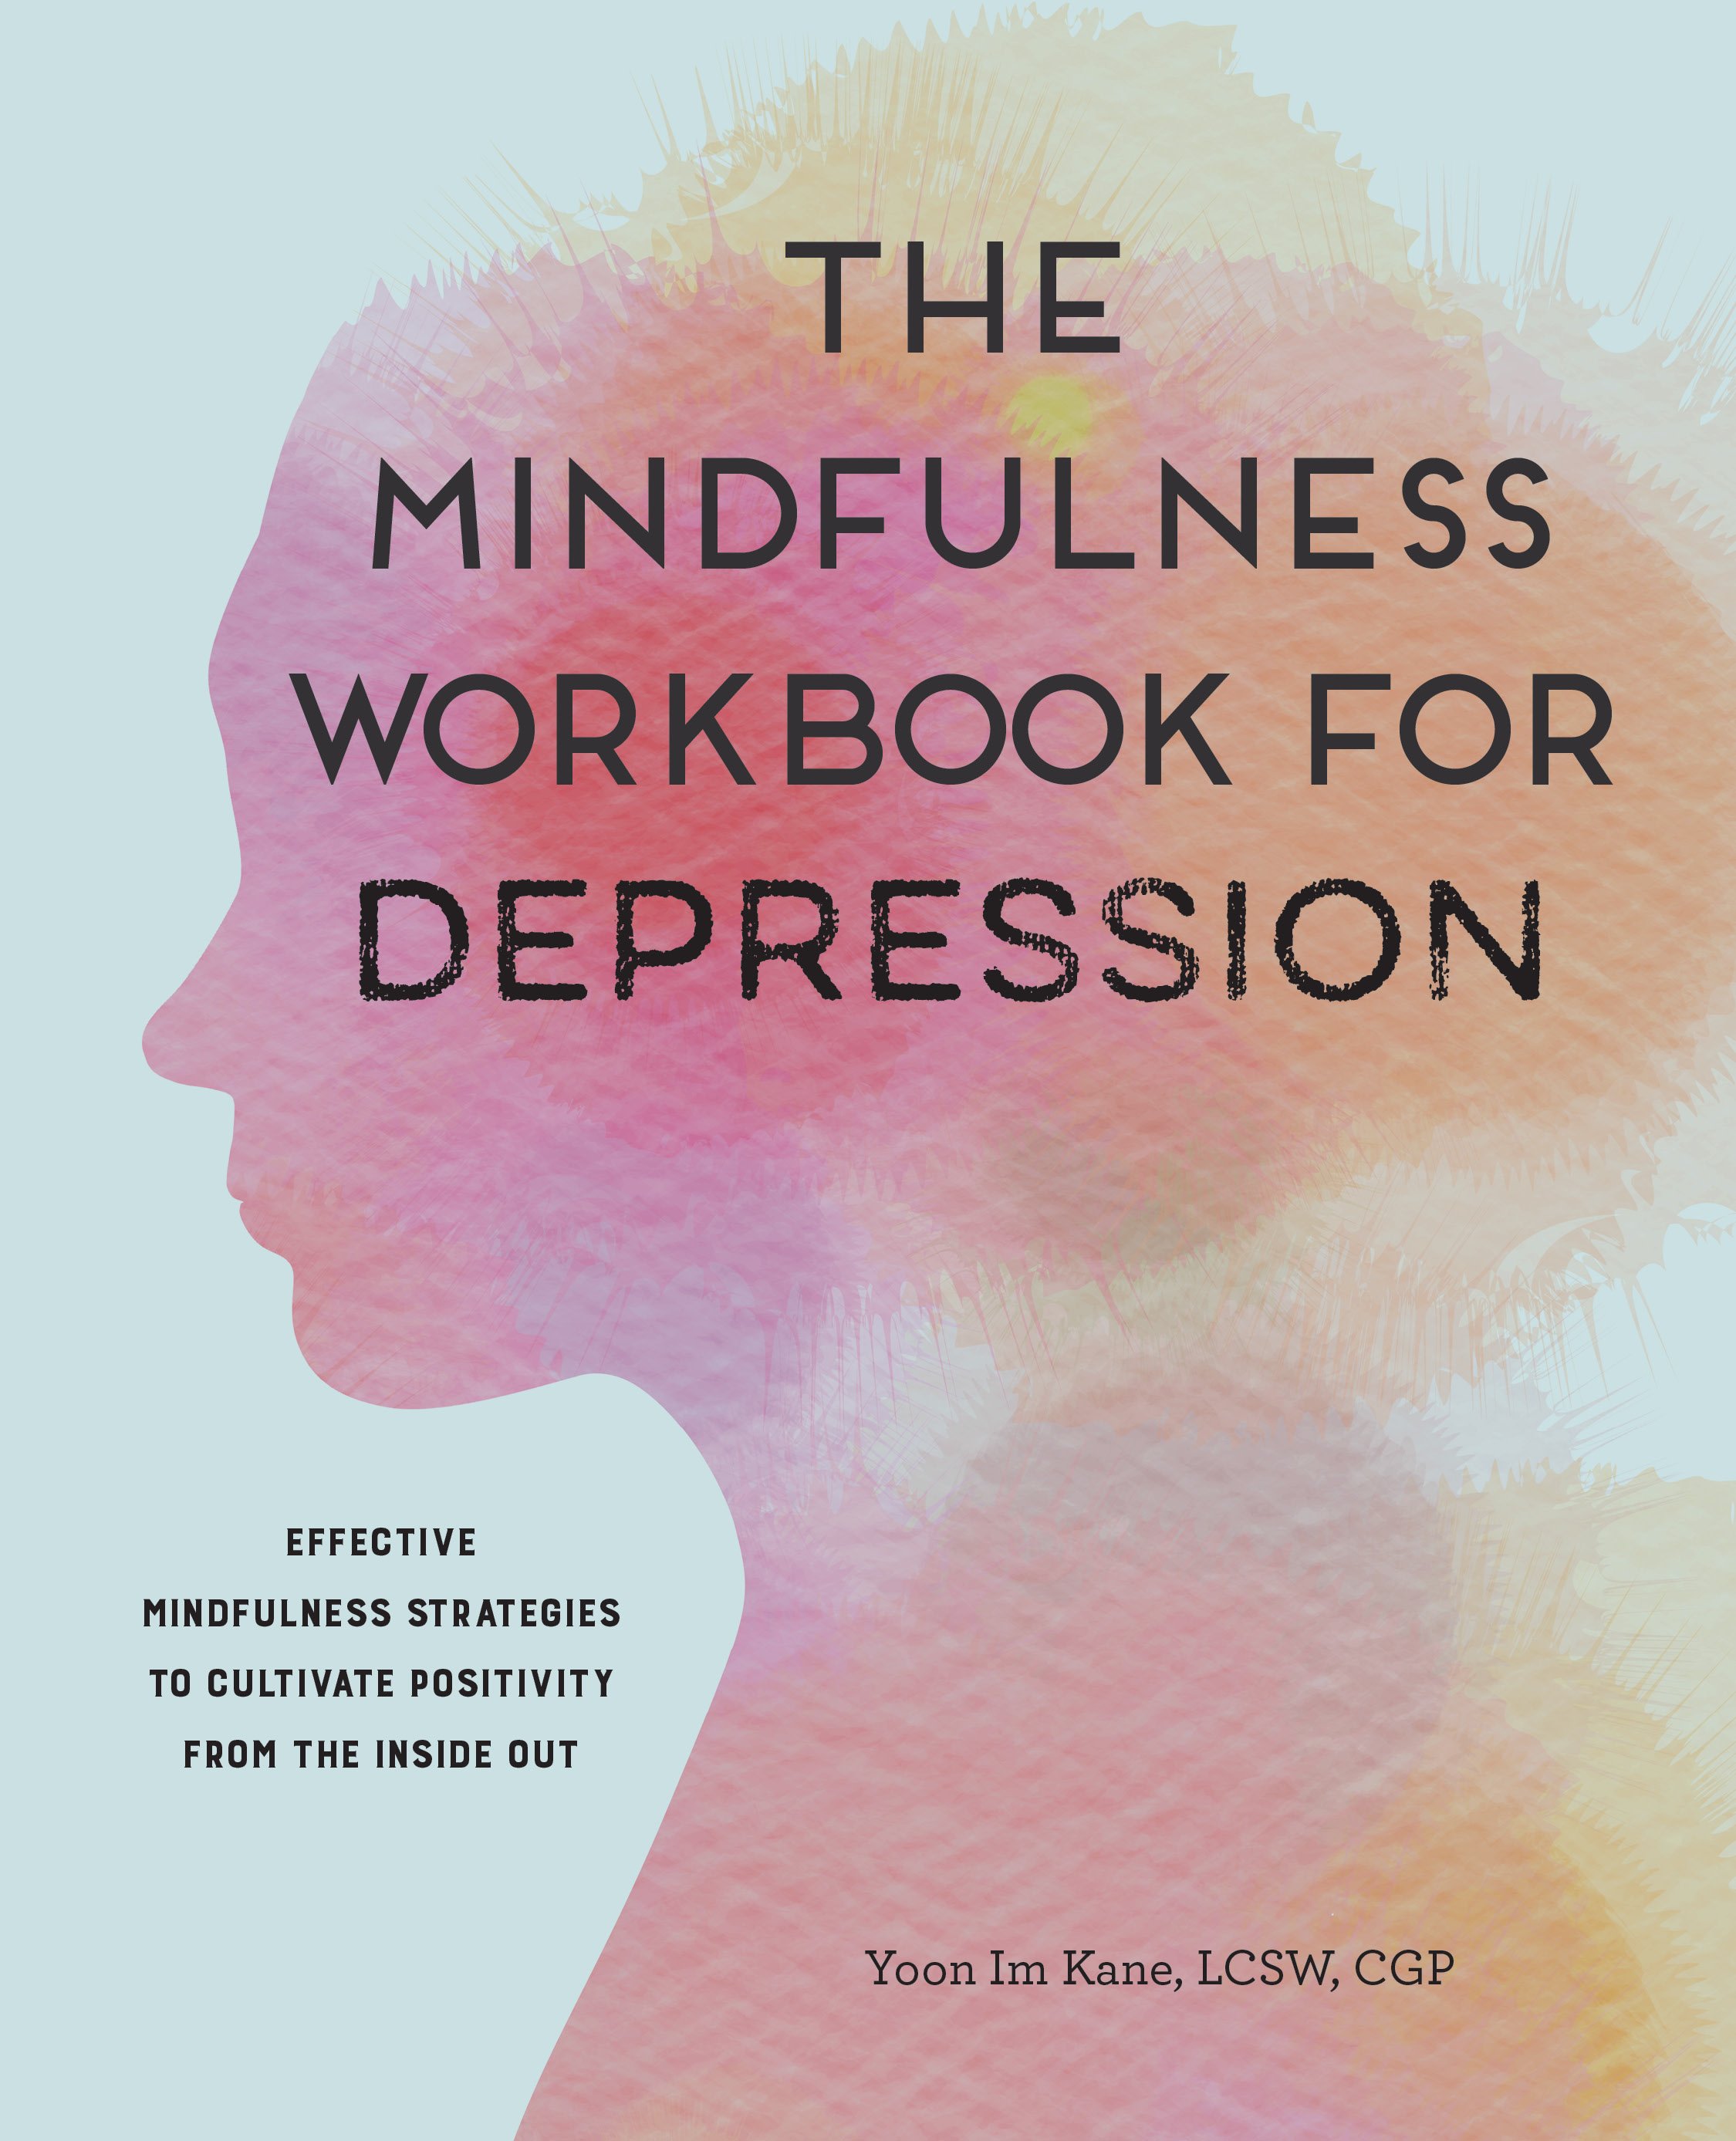 THE
MINDFULNESS
WORKBOOK FOR
DEPRESSION
EFFECTIVE
MINDFULNESS STRATEGIES
TO CULTIVATE POSITIVITY
FROM THE INSIDE OUT
Yoon Im Kane, LCSW, CGP